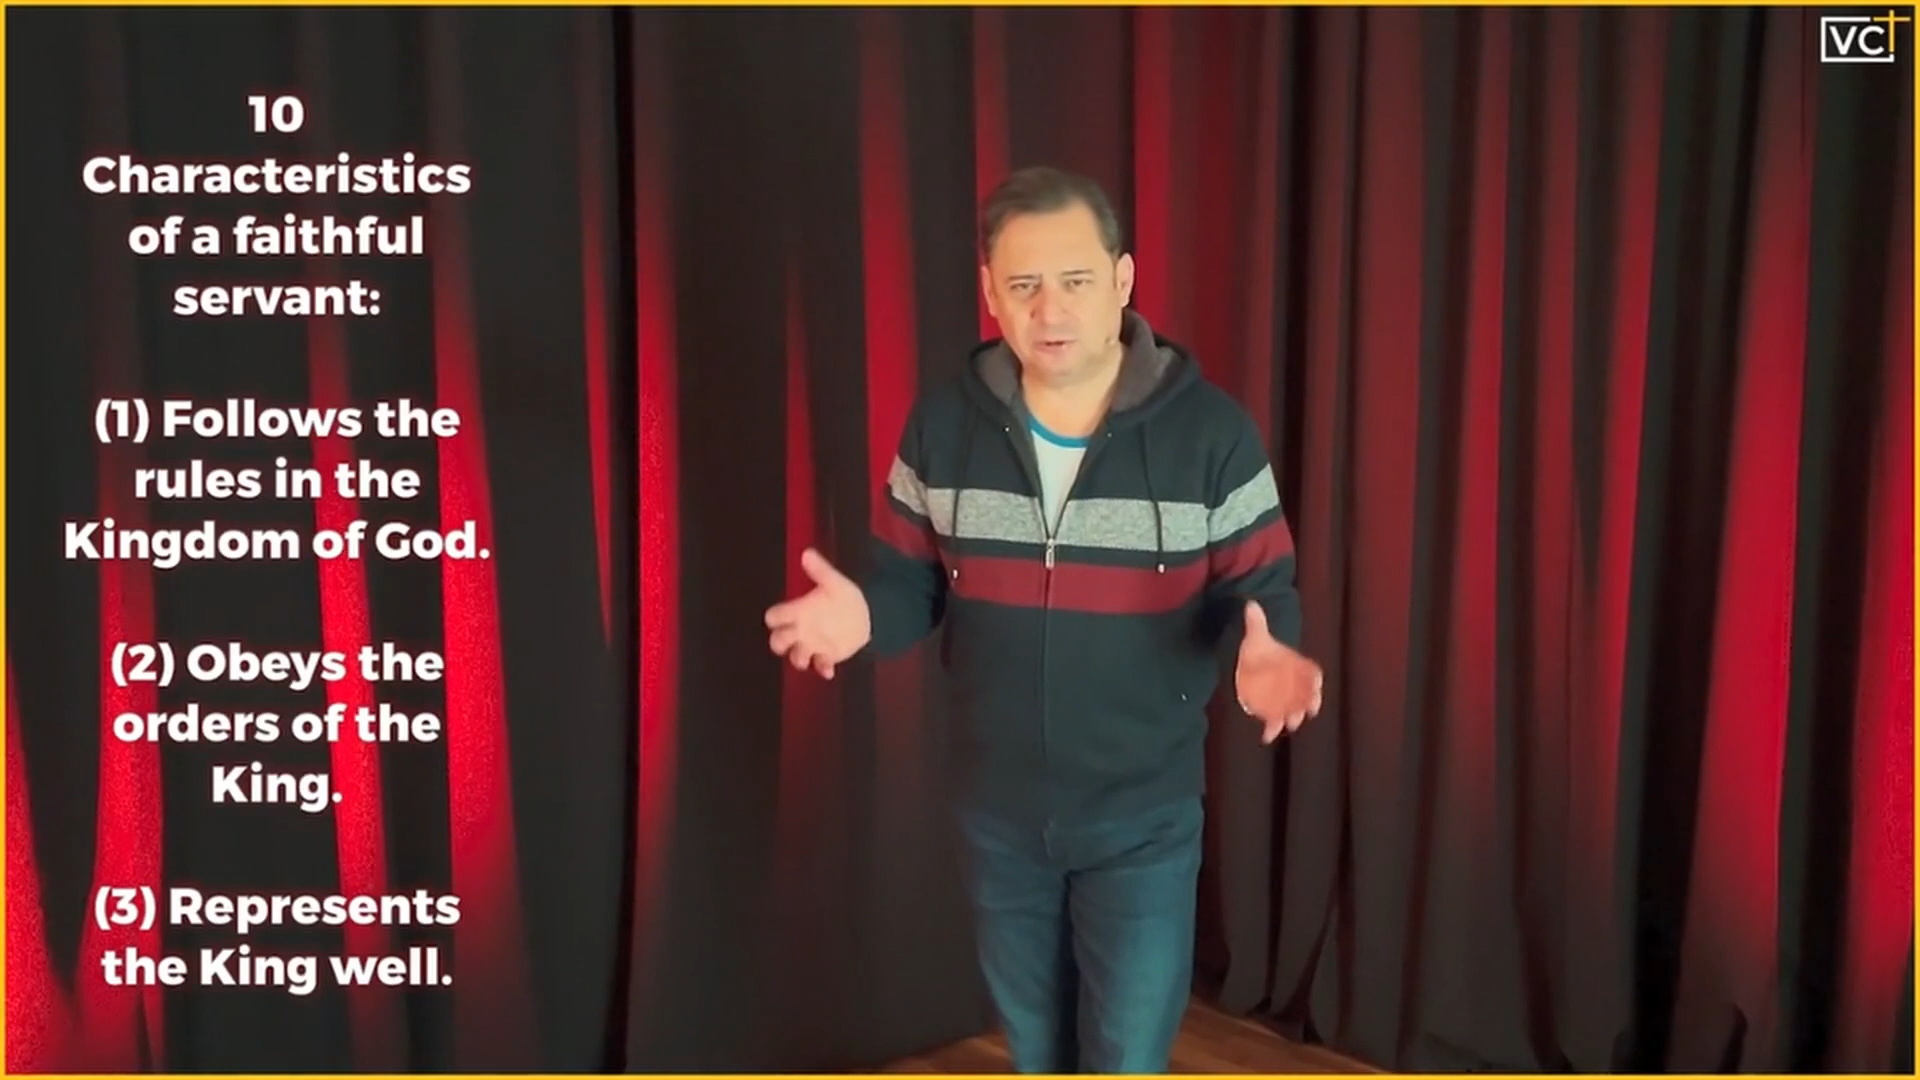 VC
10
Characteristics
of a faithful
servant:
(1) Follows the
rules in the
Kingdom of God.
(2) Obeys the
orders of the
King.
(3) Represents
the King well.